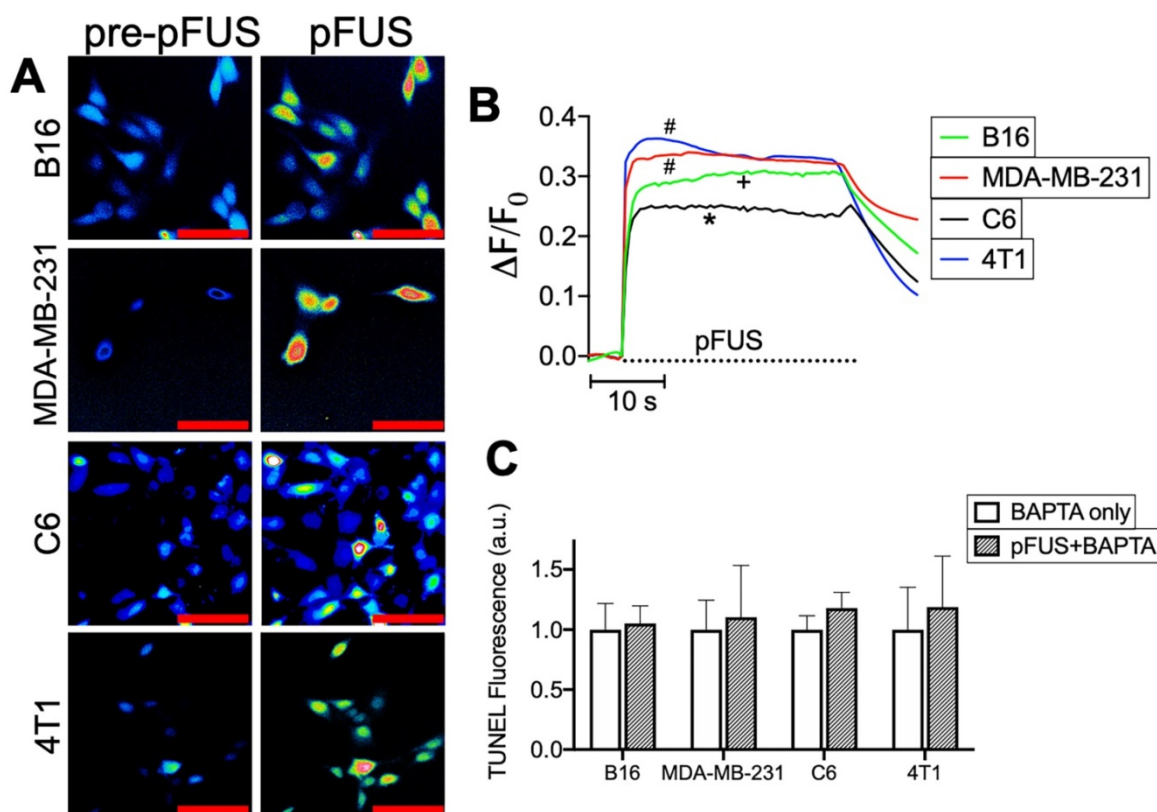 A
pre-pFUS pFUS
B16
MDA-MB-231
C6
4T1
B
ΔF/F0
0.4
0.3
0.2
0.1
0.0
#
#
+
*
pFUS
10 s
B16
MDA-MB-231
C6
4T1
C
TUNEL Fluorescence (a.u.)
1.5
1.0
0.5
0.0
B16 MDA-MB-231 C6 4T1
BAPTA only
pFUS+BAPTA